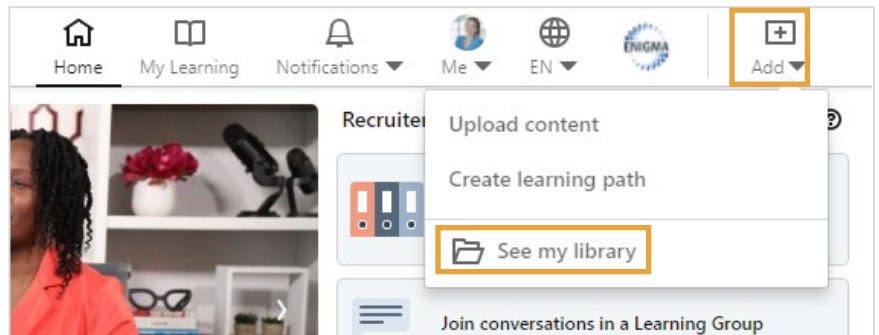 Home
My Learning
Notifications
Me
EN
ENIGMA
Add
Recruiter
Upload content
Create learning path
See my library
Join conversations in a Learning Group